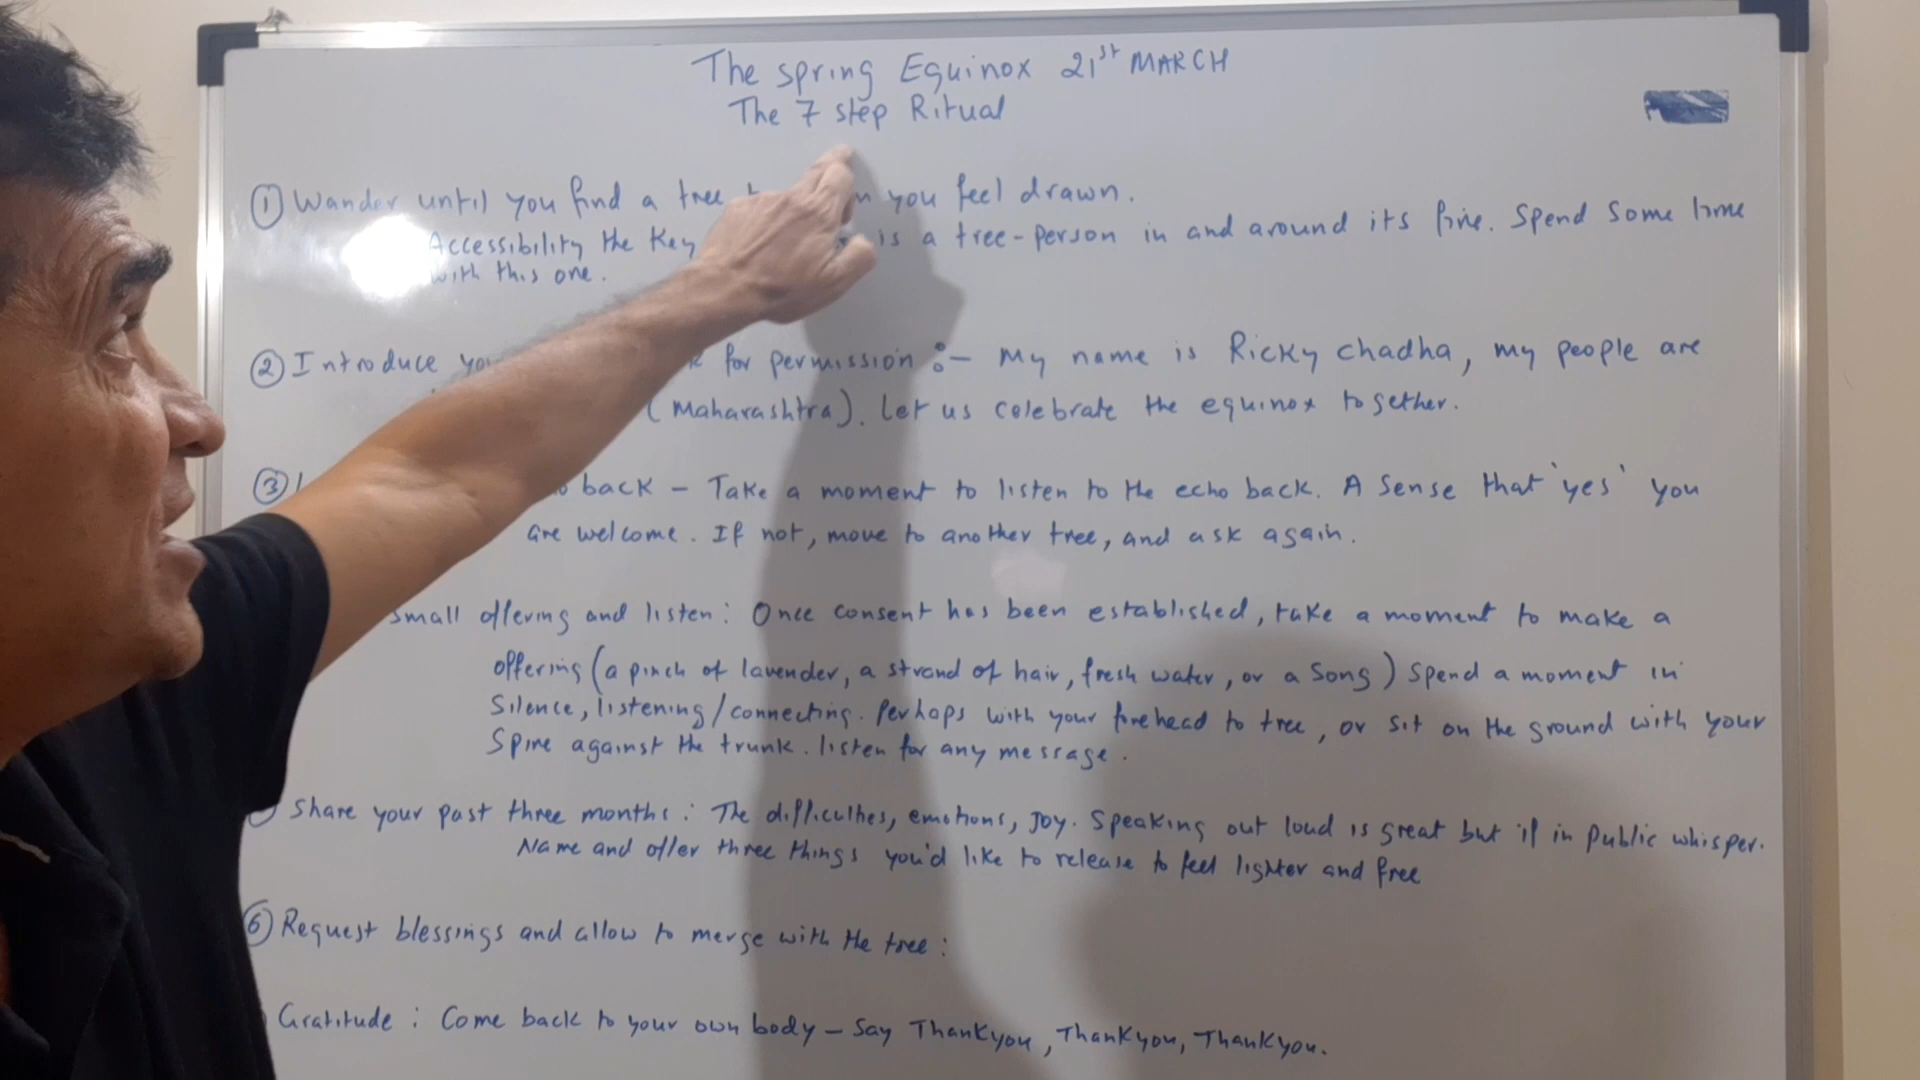 The spring Equinox 21st MARCH
The 7 step Ritual
① Wander until you find a tree you feel drawn.
Accessibility the Key is a tree-person in and around its fine. Spend some time
with this one.
② Introduce for permission :- My name is Ricky chadha, my people are
(Maharashtra). Let us celebrate the equinox together.
③ back - Take a moment to listen to the echo back. A sense that 'yes' you
are welcome. If not, move to another tree, and ask again.
small offering and listen: Once consent has been established, take a moment to make a
offering (a pinch of lavender, a strand of hair, fresh water, or a song) spend a moment in
silence, listening/connecting. Perhaps with your forehead to tree, or sit on the ground with your
spine against the trunk. listen for any message.
Share your past three months: The difficulties, emotions, joy. Speaking out loud is great but if in public whisper.
Name and offer three things you'd like to release to feel lighter and free
⑥ Request blessings and allow to merge with the tree:
Gratitude: Come back to your own body - say Thankyou, Thankyou, Thankyou.